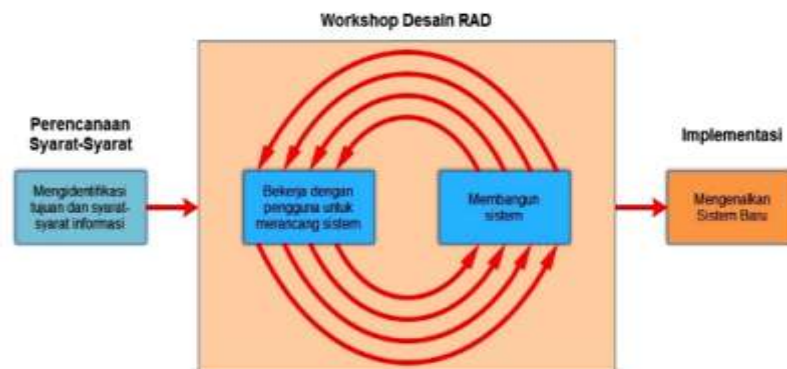 Workshop Desain RAD
Perencanaan
Syarat-Syarat
Mengidentifikasi
tujuan dan syarat-
syarat informasi
Bekerja dengan
pengguna untuk
merancang sistem
Membangun
sistem
Implementasi
Mengenalkan
Sistem Baru